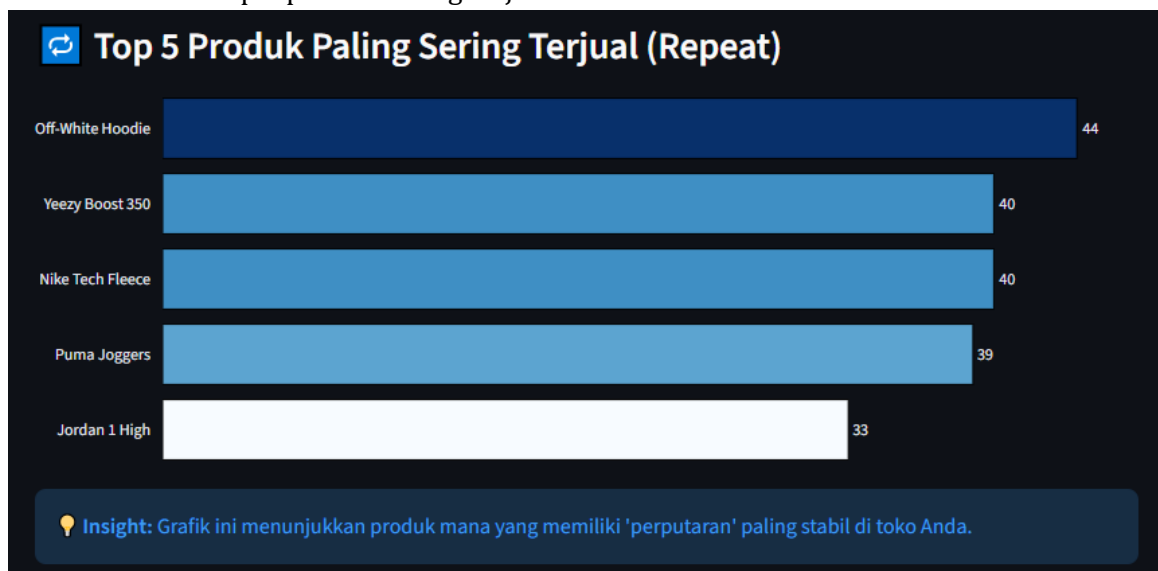 Top 5 Produk Paling Sering Terjual (Repeat)
Off-White Hoodie
44
Yeezy Boost 350
40
Nike Tech Fleece
40
Puma Joggers
39
Jordan 1 High
33
Insight: Grafik ini menunjukkan produk mana yang memiliki 'perputaran' paling stabil di toko Anda.